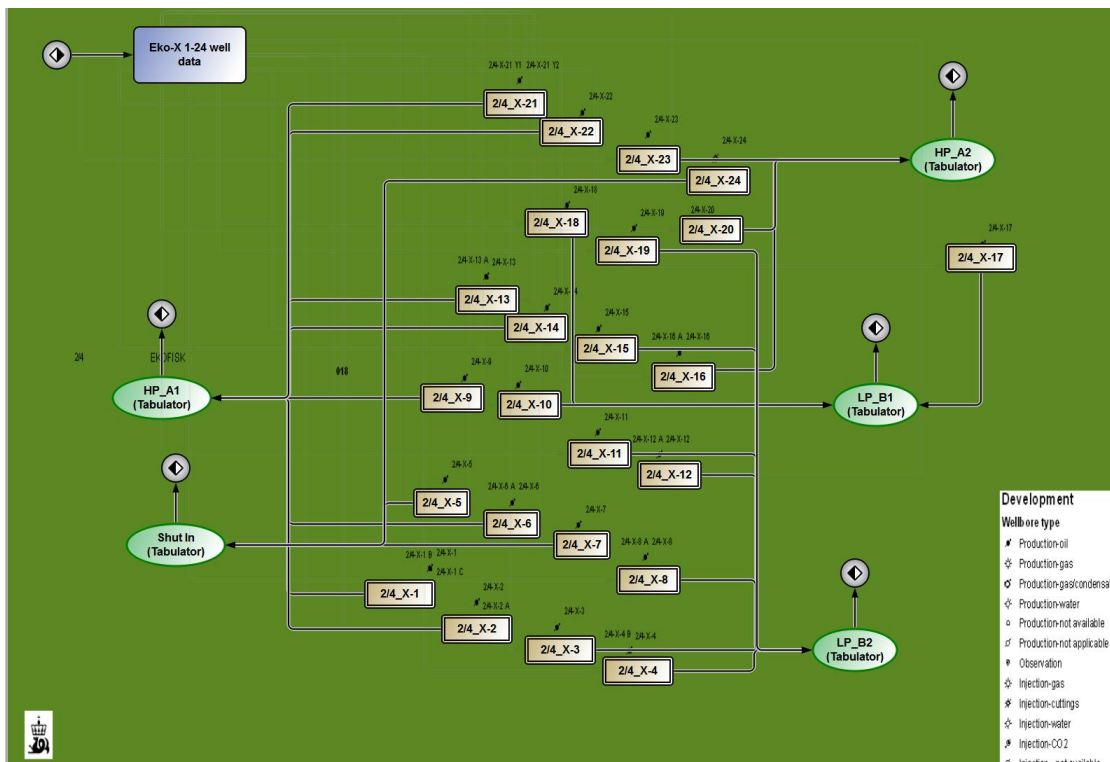 Eko-X 1-24 well
data
2/4-X-21 Y1 2/4-X-21 Y2
2/4_X-21
2/4-X-22
2/4_X-22
2/4-X-23
2/4_X-23
2/4-X-24
2/4_X-24
HP_A2
(Tabulator)
2/4-X-18
2/4_X-18
2/4-X-19
2/4_X-19
2/4-X-20
2/4_X-20
2/4-X-17
2/4_X-17
2/4-X-13 A 2/4-X-13
2/4_X-13
2/4_X-14
2/4-X-15
2/4_X-15
2/4-X-16 A 2/4-X-16
2/4_X-16
2/4
EKOFISK
HP_A1
(Tabulator)
2/4-X-9
2/4_X-9
2/4-X-10
2/4_X-10
LP_B1
(Tabulator)
2/4-X-11
2/4_X-11
2/4-X-12 A 2/4-X-12
2/4_X-12
2/4-X-5
2/4_X-5
2/4-X-6 A 2/4-X-6
2/4_X-6
2/4-X-7
2/4_X-7
2/4-X-8 A 2/4-X-8
2/4_X-8
Shut In
(Tabulator)
2/4-X-1 B 2/4-X-1
2/4-X-1 C
2/4_X-1
2/4-X-2
2/4-X-2 A
2/4_X-2
2/4-X-3
2/4_X-3
2/4-X-4 B 2/4-X-4
2/4_X-4
LP_B2
(Tabulator)
Development
Wellbore type
Production-oil
Production-gas
Production-gas/condensa
Production-water
Production-not available
Production-not applicable
Observation
Injection-gas
Injection-cuttings
Injection-water
Injection-CO2